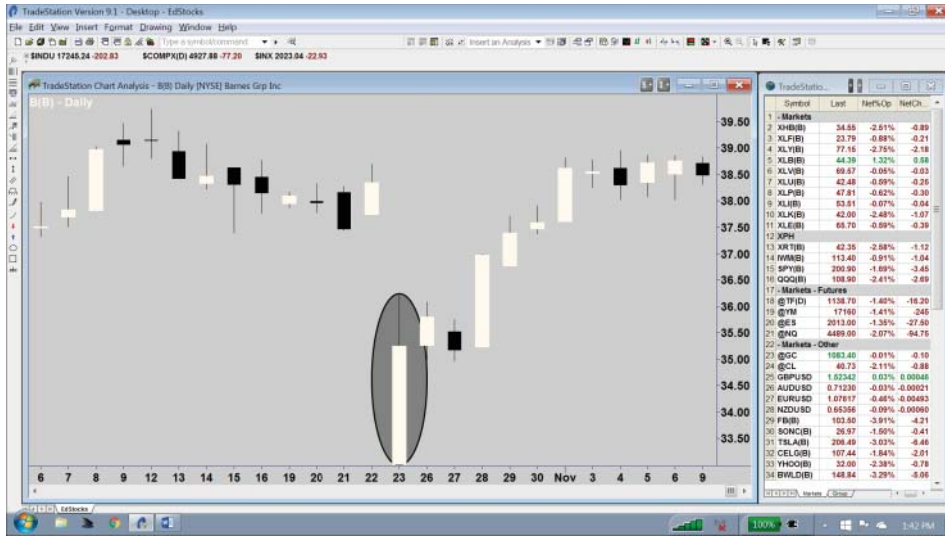 TradeStation Version 9.1 - Desktop - EdStocks
File Edit View Insert Format Drawing Window Help
Type a symbol/command
Insert an Analysis
$INDU 17245.24 -202.83 $COMPX(D) 4927.88 -77.20 $INX 2023.04 -22.93
TradeStation Chart Analysis - B(B) Daily [NYSE] Barnes Grp Inc
B(B) - Daily
39.50
39.00
38.50
38.00
37.50
37.00
36.50
36.00
35.50
35.00
34.50
34.00
33.50
6 7 8 9 12 13 14 15 16 19 20 21 22 23 26 27 28 29 30 Nov 3 4 5 6 9
TradeStatio...
Symbol Last Net%Op NetCh...
1 - Markets
2 XHB(B) 34.55 -2.51% -0.89
3 XLF(B) 23.79 -0.88% -0.21
4 XLY(B) 77.15 -2.75% -2.18
5 XLB(B) 44.39 1.32% 0.58
6 XLV(B) 69.57 -0.05% -0.03
7 XLU(B) 42.48 -0.59% -0.25
8 XLP(B) 47.81 -0.62% -0.30
9 XLI(B) 53.51 -0.07% -0.04
10 XLK(B) 42.00 -2.48% -1.07
11 XLE(B) 65.70 -0.59% -0.39
12 XPH
13 XRT(B) 42.35 -2.58% -1.12
14 IWM(B) 113.40 -0.91% -1.04
15 SPY(B) 200.90 -1.69% -3.45
16 QQQ(B) 108.90 -2.41% -2.69
17 - Markets - Futures
18 @TF(D) 1138.70 -1.40% -16.20
19 @YM 17160 -1.41% -245
20 @ES 2013.00 -1.35% -27.50
21 @NQ 4489.00 -2.07% -94.75
22 - Markets - Other
23 @GC 1083.40 -0.01% -0.10
24 @CL 40.73 -2.11% -0.88
25 GBPUSD 1.52342 0.03% 0.00046
26 AUDUSD 0.71230 -0.03% -0.00021
27 EURUSD 1.07617 -0.46% -0.00493
28 NZDUSD 0.65356 -0.09% -0.00060
29 FB(B) 103.50 -3.91% -4.21
30 SONC(B) 26.97 -1.50% -0.41
31 TSLA(B) 206.49 -3.03% -6.46
32 CELG(B) 107.44 -1.84% -2.01
33 YHOO(B) 32.00 -2.38% -0.78
34 BWLD(B) 148.84 -3.29% -5.06
Markets Group
EdStocks
100%
1:42 PM